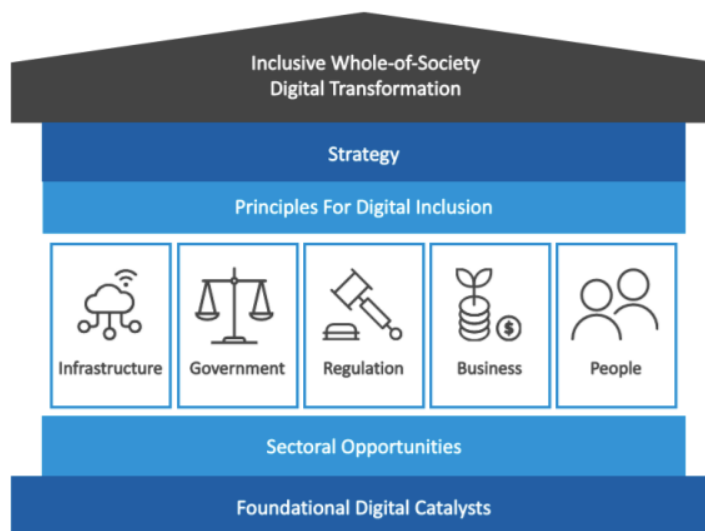 Inclusive Whole-of-Society
Digital Transformation
Strategy
Principles For Digital Inclusion
Infrastructure
Government
Regulation
Business
$
People
Sectoral Opportunities
Foundational Digital Catalysts